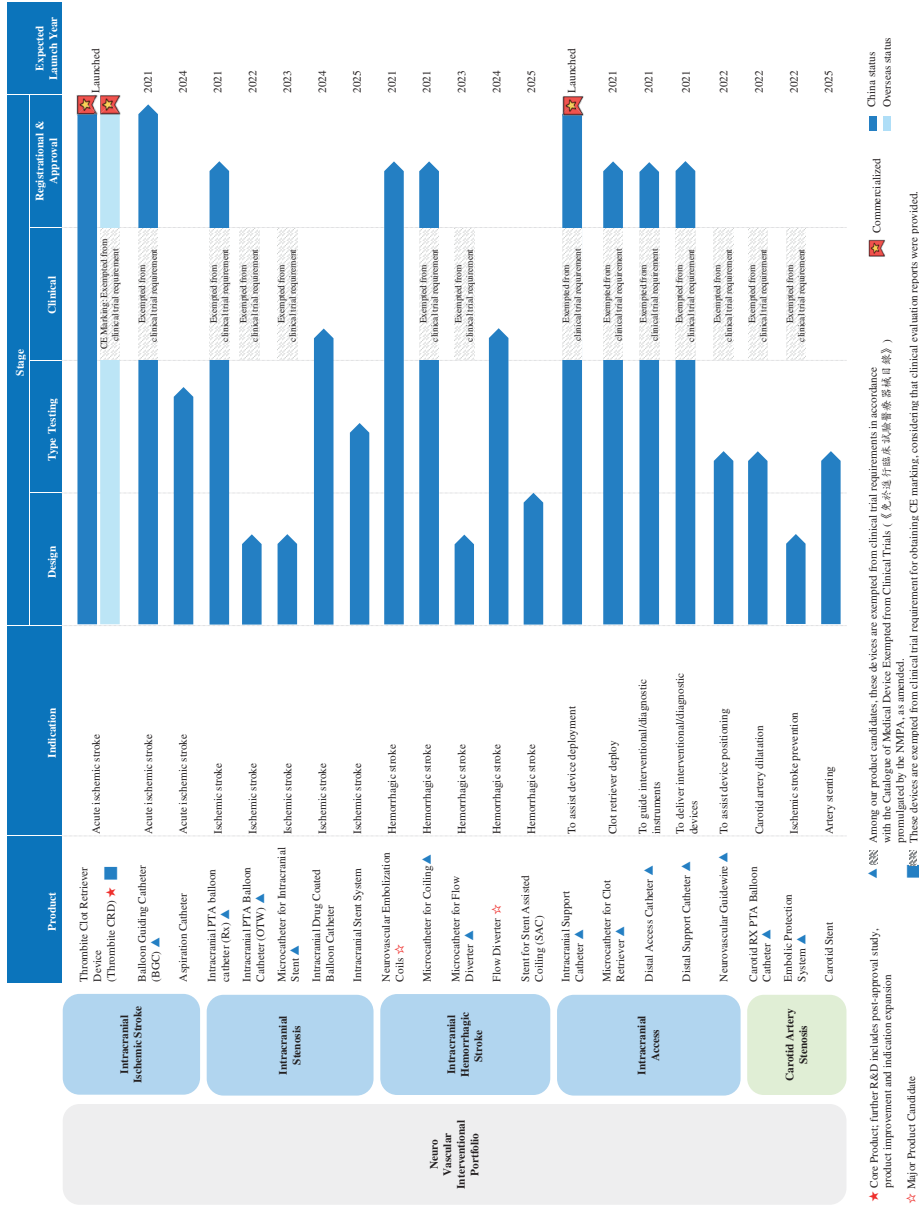 Product
Indication
Stage
Design
Type Testing
Clinical
Registrational &
Approval
Expected
Launch Year
Neuro
Vascular
Interventional
Portfolio
Intracranial
Ischemic Stroke
Thrombite Clot Retriever
Device
(Thrombite CRD) ★ ■
Acute ischemic stroke
CE Marking: Exempted from
clinical trial requirement
Launched
Balloon Guiding Catheter
(BGC) ▲
Acute ischemic stroke
Exempted from
clinical trial requirement
2021
Aspiration Catheter
Acute ischemic stroke
2024
Intracranial
Stenosis
Intracranial PTA balloon
catheter (Rx) ▲
Ischemic stroke
Exempted from
clinical trial requirement
2021
Intracranial PTA Balloon
Catheter (OTW) ▲
Ischemic stroke
Exempted from
clinical trial requirement
2022
Microcatheter for Intracranial
Stent ▲
Ischemic stroke
Exempted from
clinical trial requirement
2023
Intracranial Drug Coated
Balloon Catheter
Ischemic stroke
2024
Intracranial Stent System
Ischemic stroke
2025
Intracranial
Hemorrhagic
Stroke
Neurovascular Embolization
Coils ☆
Hemorrhagic stroke
2021
Microcatheter for Coiling ▲
Hemorrhagic stroke
Exempted from
clinical trial requirement
2021
Microcatheter for Flow
Diverter ▲
Hemorrhagic stroke
Exempted from
clinical trial requirement
2023
Flow Diverter ☆
Hemorrhagic stroke
2024
Stent for Stent Assisted
Coiling (SAC)
Hemorrhagic stroke
2025
Intracranial
Access
Intracranial Support
Catheter ▲
To assist device deployment
Exempted from
clinical trial requirement
Launched
Microcatheter for Clot
Retriever ▲
Clot retriever deploy
Exempted from
clinical trial requirement
2021
Distal Access Catheter ▲
To guide interventional/diagnostic
instruments
Exempted from
clinical trial requirement
2021
Distal Support Catheter ▲
To deliver interventional/diagnostic
devices
Exempted from
clinical trial requirement
2021
Neurovascular Guidewire ▲
To assist device positioning
Exempted from
clinical trial requirement
2022
Carotid Artery
Stenosis
Carotid RX PTA Balloon
Catheter ▲
Carotid artery dilatation
Exempted from
clinical trial requirement
2022
Embolic Protection
System ▲
Ischemic stroke prevention
Exempted from
clinical trial requirement
2022
Carotid Stent
Artery stenting
2025
★ Core Product; further R&D includes post-approval study,
product improvement and indication expansion
☆ Major Product Candidate
▲ Among our product candidates, these devices are exempted from clinical trial requirements in accordance
with the Catalogue of Medical Device Exempted from Clinical Trials (《免於進行臨床試驗醫療器械目錄》)
promulgated by the NMPA, as amended.
■ These devices are exempted from clinical trial requirement for obtaining CE marking, considering that clinical evaluation reports were provided.
Commercialized
China status
Overseas status